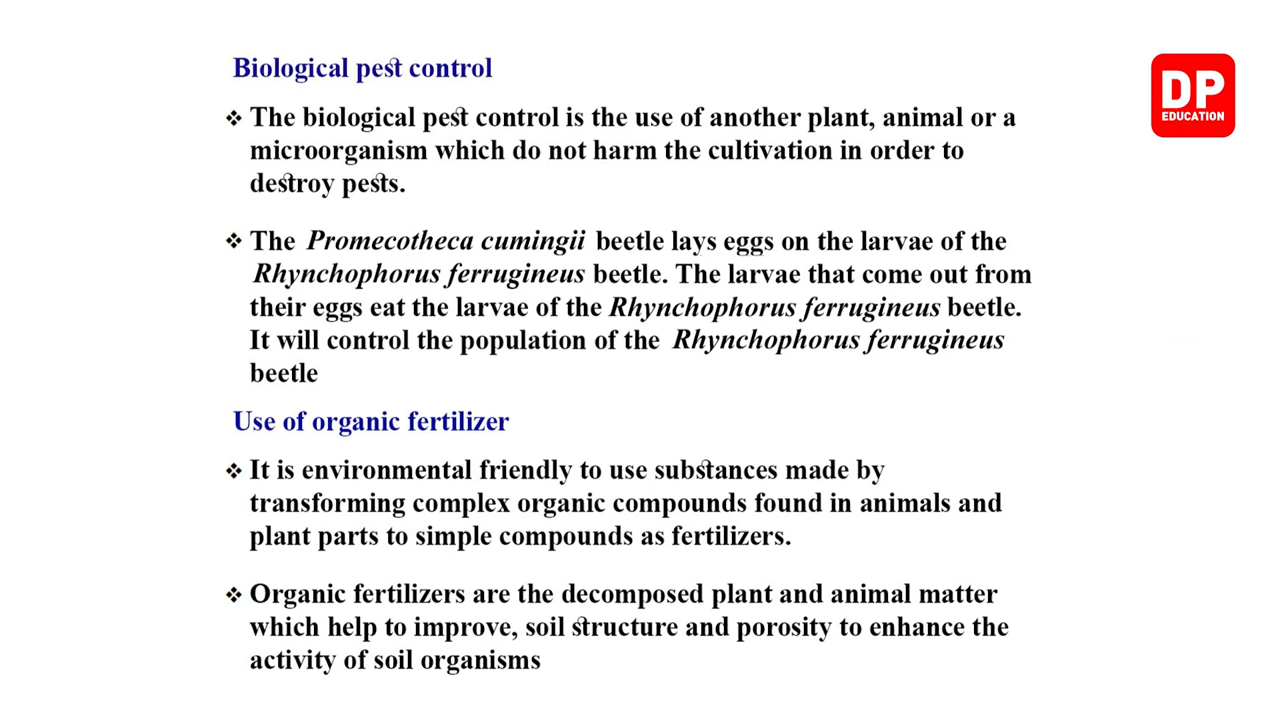 Biological pest control
DP
EDUCATION
❖ The biological pest control is the use of another plant, animal or a
microorganism which do not harm the cultivation in order to
destroy pests.
❖ The Promecotheca cumingii beetle lays eggs on the larvae of the
Rhynchophorus ferrugineus beetle. The larvae that come out from
their eggs eat the larvae of the Rhynchophorus ferrugineus beetle.
It will control the population of the Rhynchophorus ferrugineus
beetle
Use of organic fertilizer
❖ It is environmental friendly to use substances made by
transforming complex organic compounds found in animals and
plant parts to simple compounds as fertilizers.
❖ Organic fertilizers are the decomposed plant and animal matter
which help to improve, soil structure and porosity to enhance the
activity of soil organisms